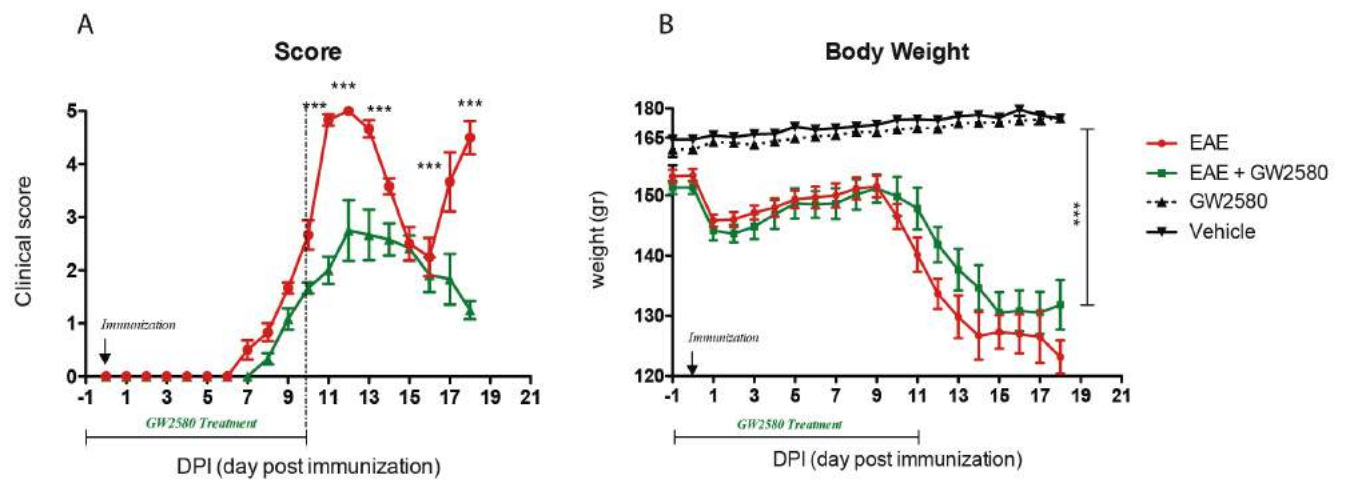 A
Score
***
***
***
***
***
5
4
3
2
1
0
Clinical score
Immunization
-1 1 3 5 7 9 11 13 15 17 19 21
GW2580 Treatment
DPI (day post immunization)
B
Body Weight
180
165
150
140
130
120
weight (gr)
Immunization
***
-1 1 3 5 7 9 11 13 15 17 19 21
GW2580 Treatment
DPI (day post immunization)
EAE
EAE + GW2580
GW2580
Vehicle